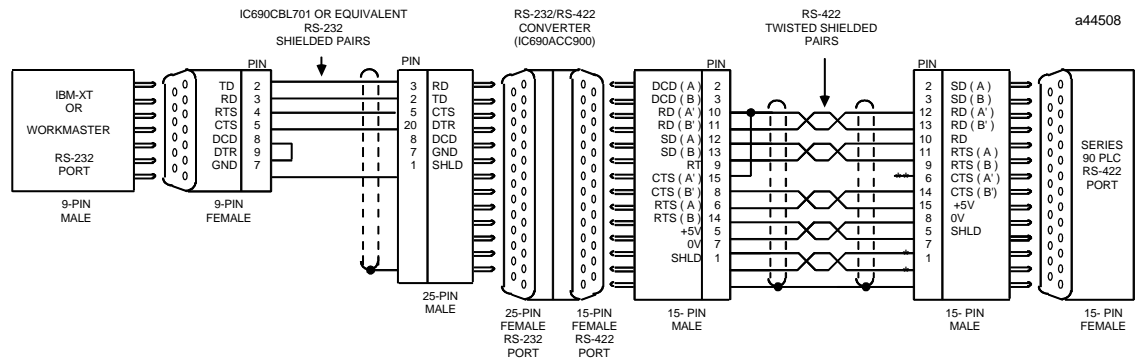 IC690CBL701 OR EQUIVALENT
RS-232
SHIELDED PAIRS
RS-232/RS-422
CONVERTER
(IC690ACC900)
RS-422
TWISTED SHIELDED
PAIRS
a44508
IBM-XT
OR
WORKMASTER
RS-232
PORT
9-PIN
MALE
PIN
TD 2
RD 3
RTS 4
CTS 5
DCD 8
DTR 9
GND 7
9-PIN
FEMALE
PIN
3 RD
2 TD
5 CTS
20 DTR
8 DCD
7 GND
1 SHLD
25-PIN
MALE
25-PIN
FEMALE
RS-232
PORT
15-PIN
FEMALE
RS-422
PORT
PIN
DCD ( A ) 2
DCD ( B ) 3
RD ( A' ) 10
RD ( B' ) 11
SD ( A ) 12
SD ( B ) 13
RT 9
CTS ( A' ) 15
CTS ( B' ) 8
RTS ( A ) 6
RTS ( B ) 14
+5V 5
0V 7
SHLD 1
15- PIN
MALE
**
*
*
PIN
2 SD ( A )
3 SD ( B )
12 RD ( A' )
13 RD ( B' )
10 RD
11 RTS ( A )
9 RTS ( B )
6 CTS ( A' )
14 CTS ( B' )
15 +5V
8 0V
5 SHLD
7
1
15- PIN
MALE
SERIES
90 PLC
RS-422
PORT
15- PIN
FEMALE